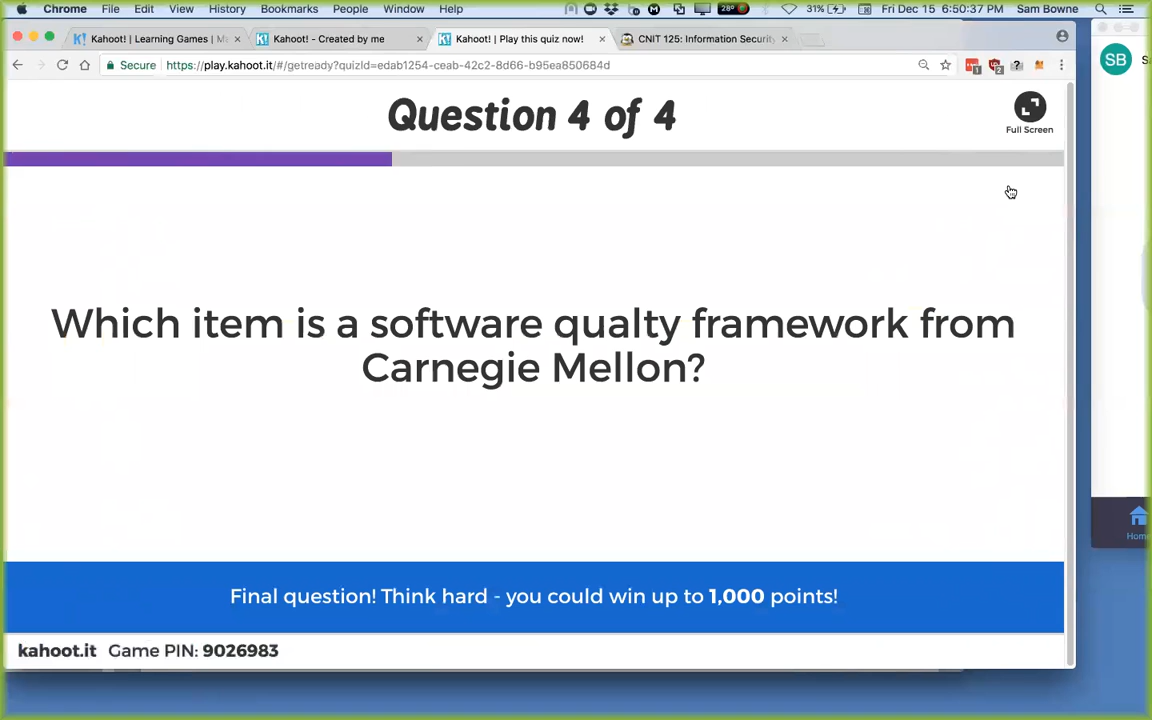 Chrome File Edit View History Bookmarks People Window Help 28° 31% Fri Dec 15 6:50:37 PM Sam Bowne
Kahoot! | Learning Games | M Kahoot! - Created by me Kahoot! | Play this quiz now! CNIT 125: Information Security
Secure https://play.kahoot.it/#/getready?quizId=edab1254-ceab-42c2-8d66-b95ea850684d
SB
Question 4 of 4
Full Screen
Which item is a software qualty framework from
Carnegie Mellon?
Final question! Think hard - you could win up to 1,000 points!
kahoot.it Game PIN: 9026983
Home